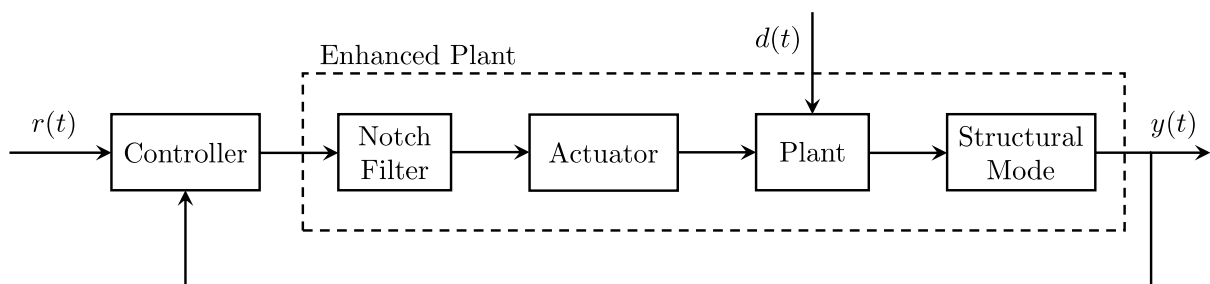 Enhanced Plant
d(t)
r(t)
Controller
Notch
Filter
Actuator
Plant
Structural
Mode
y(t)